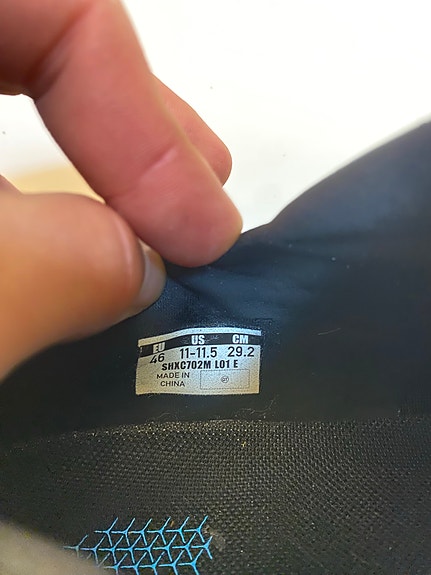 EU US CM
46 11-11.5 29.2
SHXC702M L01 E
MADE IN
CHINA